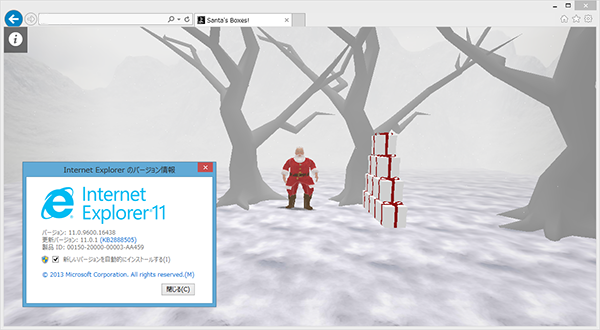 Santa's Boxes!
Internet Explorer のバージョン情報
Internet
Explorer 11
バージョン: 11.0.9600.16438
更新バージョン: 11.0.1 (KB2888505)
製品 ID: 00150-20000-00003-AA459
新しいバージョンを自動的にインストールする(I)
© 2013 Microsoft Corporation. All rights reserved.(M)
閉じる(C)